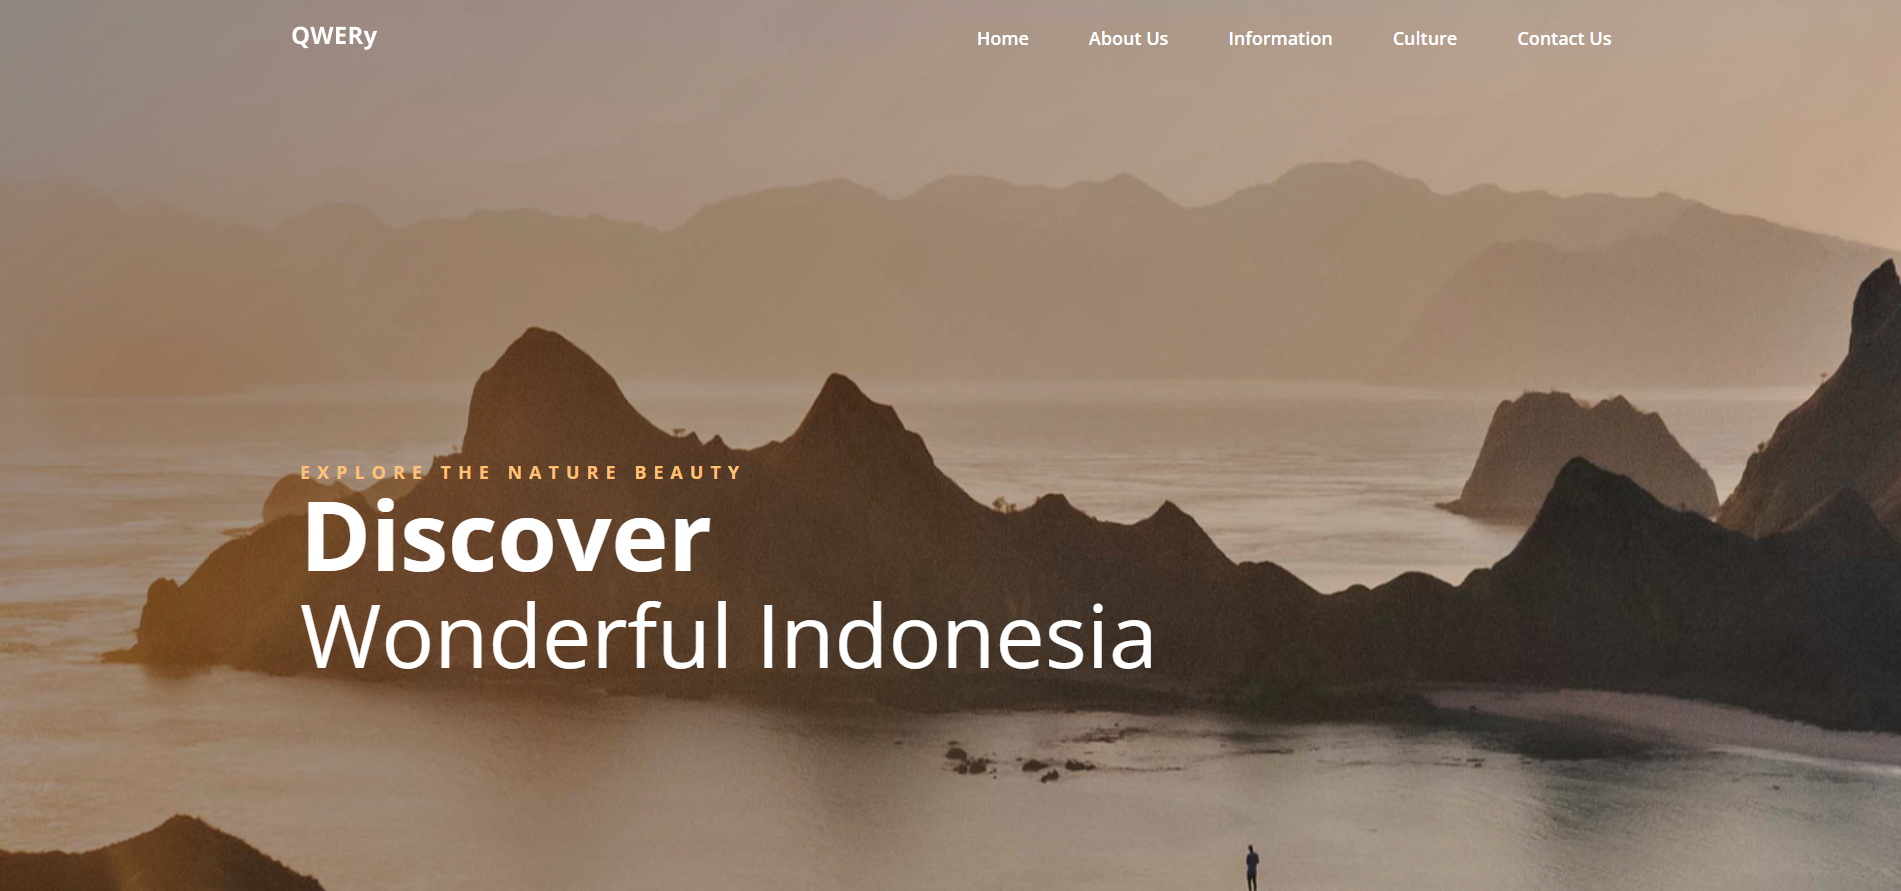 QWERy
Home About Us Information Culture Contact Us
EXPLORE THE NATURE BEAUTY
Discover
Wonderful Indonesia